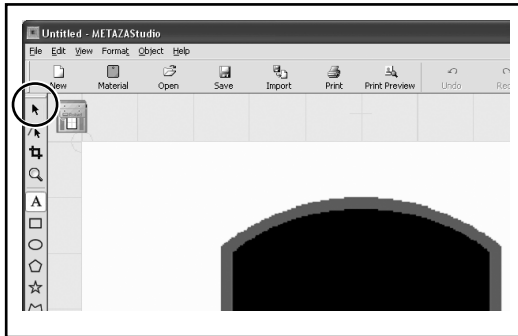 Untitled - METAZAStudio
File Edit View Format Object Help
New Material Open Save Import Print Print Preview Undo
A